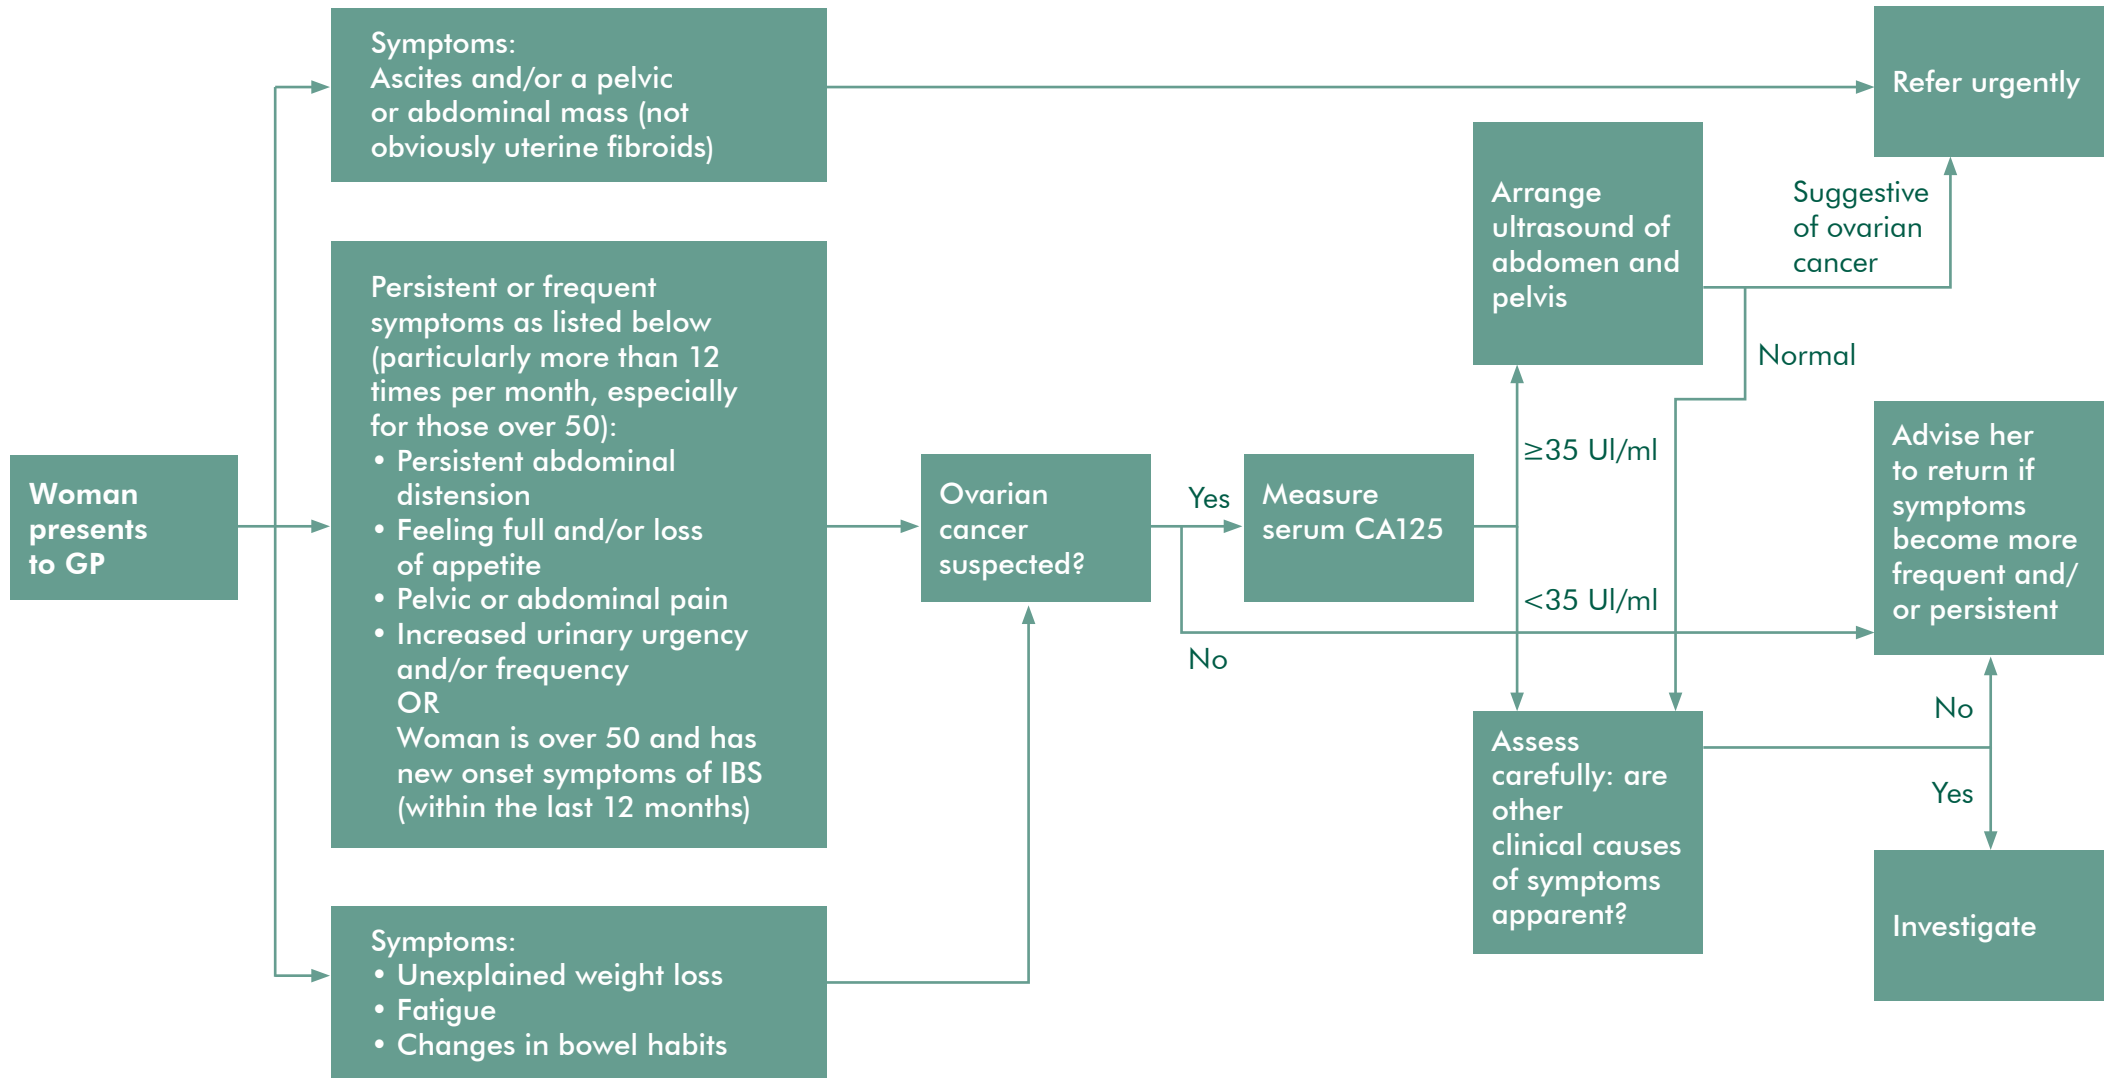 Woman
presents
to GP
Symptoms:
Ascites and/or a pelvic
or abdominal mass (not
obviously uterine fibroids)
Persistent or frequent
symptoms as listed below
(particularly more than 12
times per month, especially
for those over 50):
• Persistent abdominal
distension
• Feeling full and/or loss
of appetite
• Pelvic or abdominal pain
• Increased urinary urgency
and/or frequency
OR
Woman is over 50 and has
new onset symptoms of IBS
(within the last 12 months)
Symptoms:
• Unexplained weight loss
• Fatigue
• Changes in bowel habits
Ovarian
cancer
suspected?
Yes
No
Measure
serum CA125
≥35 Ul/ml
<35 Ul/ml
Arrange
ultrasound of
abdomen and
pelvis
Suggestive
of ovarian
cancer
Normal
Refer urgently
Assess
carefully: are
other
clinical causes
of symptoms
apparent?
No
Yes
Advise her
to return if
symptoms
become more
frequent and/
or persistent
Investigate